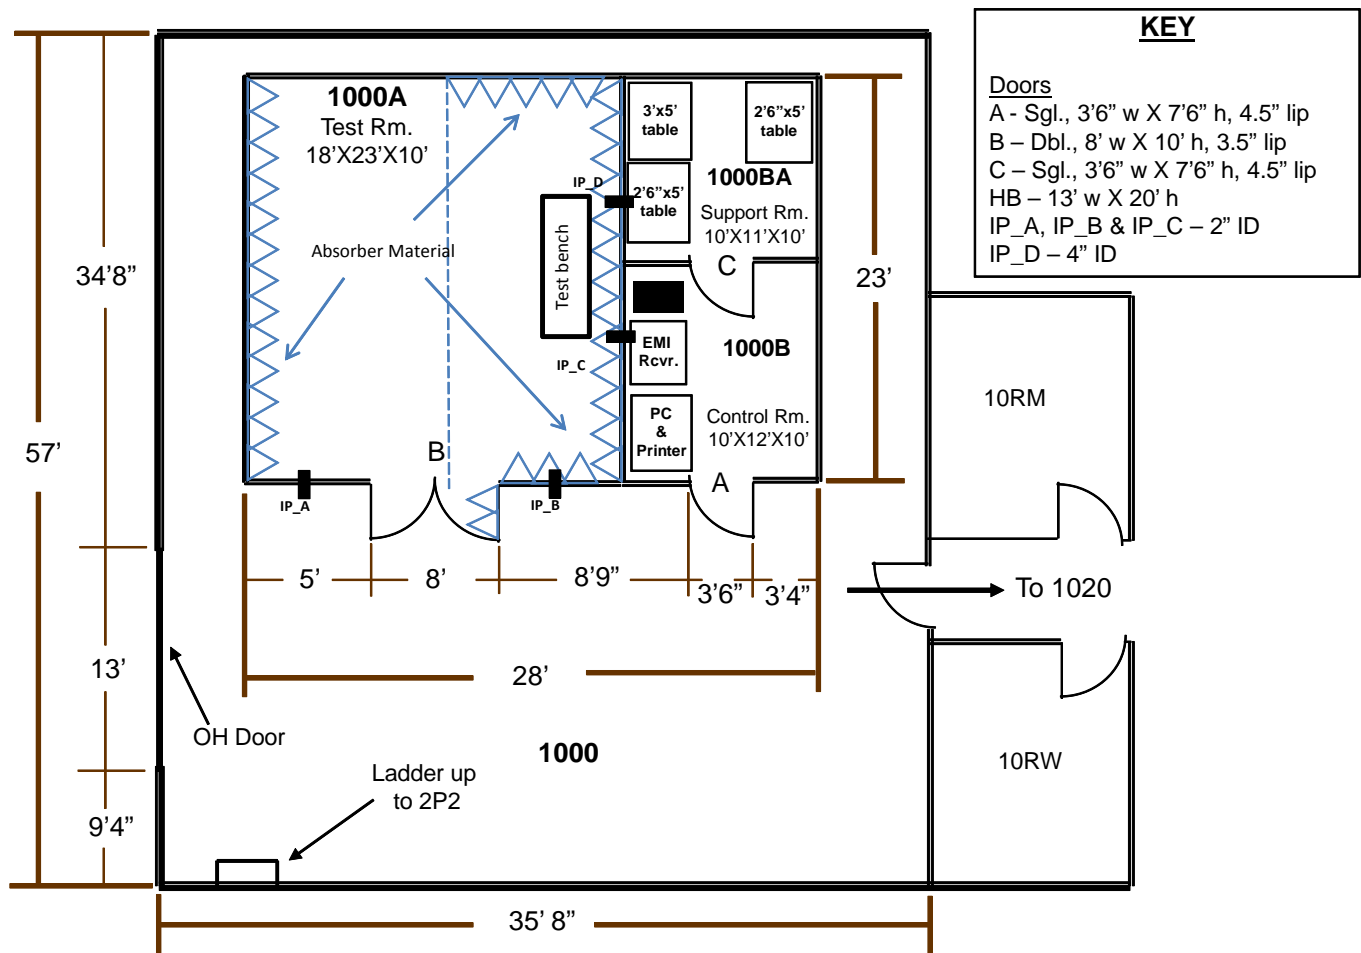 KEY
Doors
A - Sgl., 3’6” w X 7’6” h, 4.5” lip
B – Dbl., 8’ w X 10’ h, 3.5” lip
C – Sgl., 3’6” w X 7’6” h, 4.5” lip
HB – 13’ w X 20’ h
IP_A, IP_B & IP_C – 2” ID
IP_D – 4” ID
1000A
Test Rm.
18’X23’X10’
3’x5’
table
2’6”x5’
table
IP_D
2’6”x5’
table
1000BA
Support Rm.
10’X11’X10’
Absorber Material
Test bench
C
34’8”
23’
EMI
Rcvr.
1000B
IP_C
10RM
PC
&
Printer
Control Rm.
10’X12’X10’
57’
B
A
IP_A
IP_B
5’
8’
8’9”
3’6”
3’4”
To 1020
13’
28’
OH Door
1000
10RW
Ladder up
to 2P2
9’4”
35’ 8”